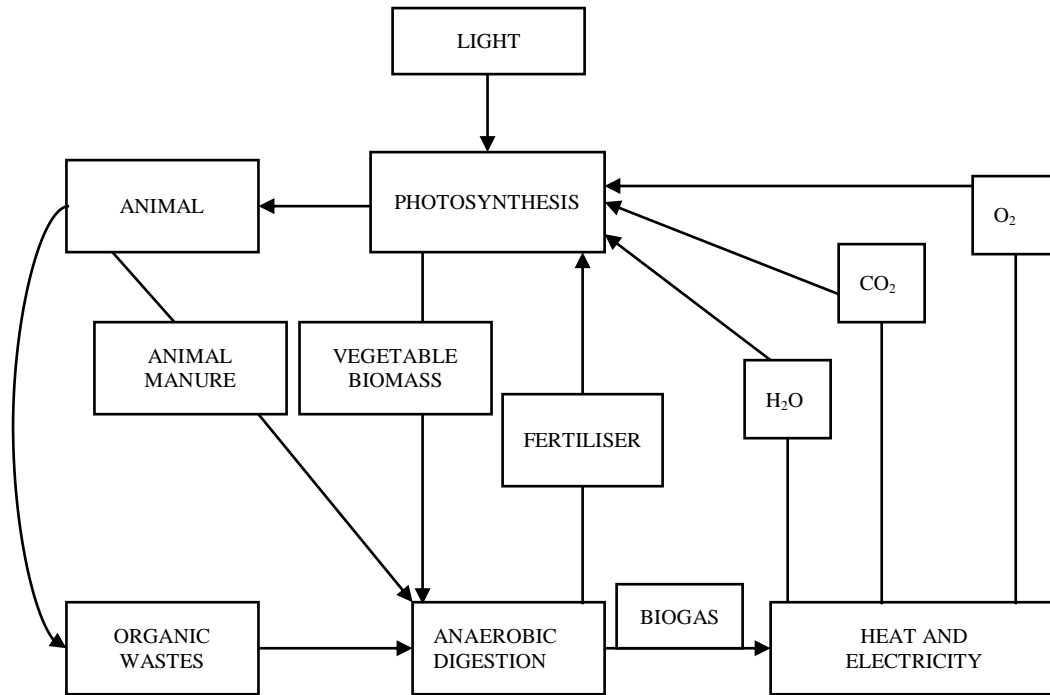 LIGHT
PHOTOSYNTHESIS
ANIMAL
O₂
CO₂
ANIMAL
MANURE
VEGETABLE
BIOMASS
H₂O
FERTILISER
BIOGAS
ORGANIC
WASTES
ANAEROBIC
DIGESTION
HEAT AND
ELECTRICITY